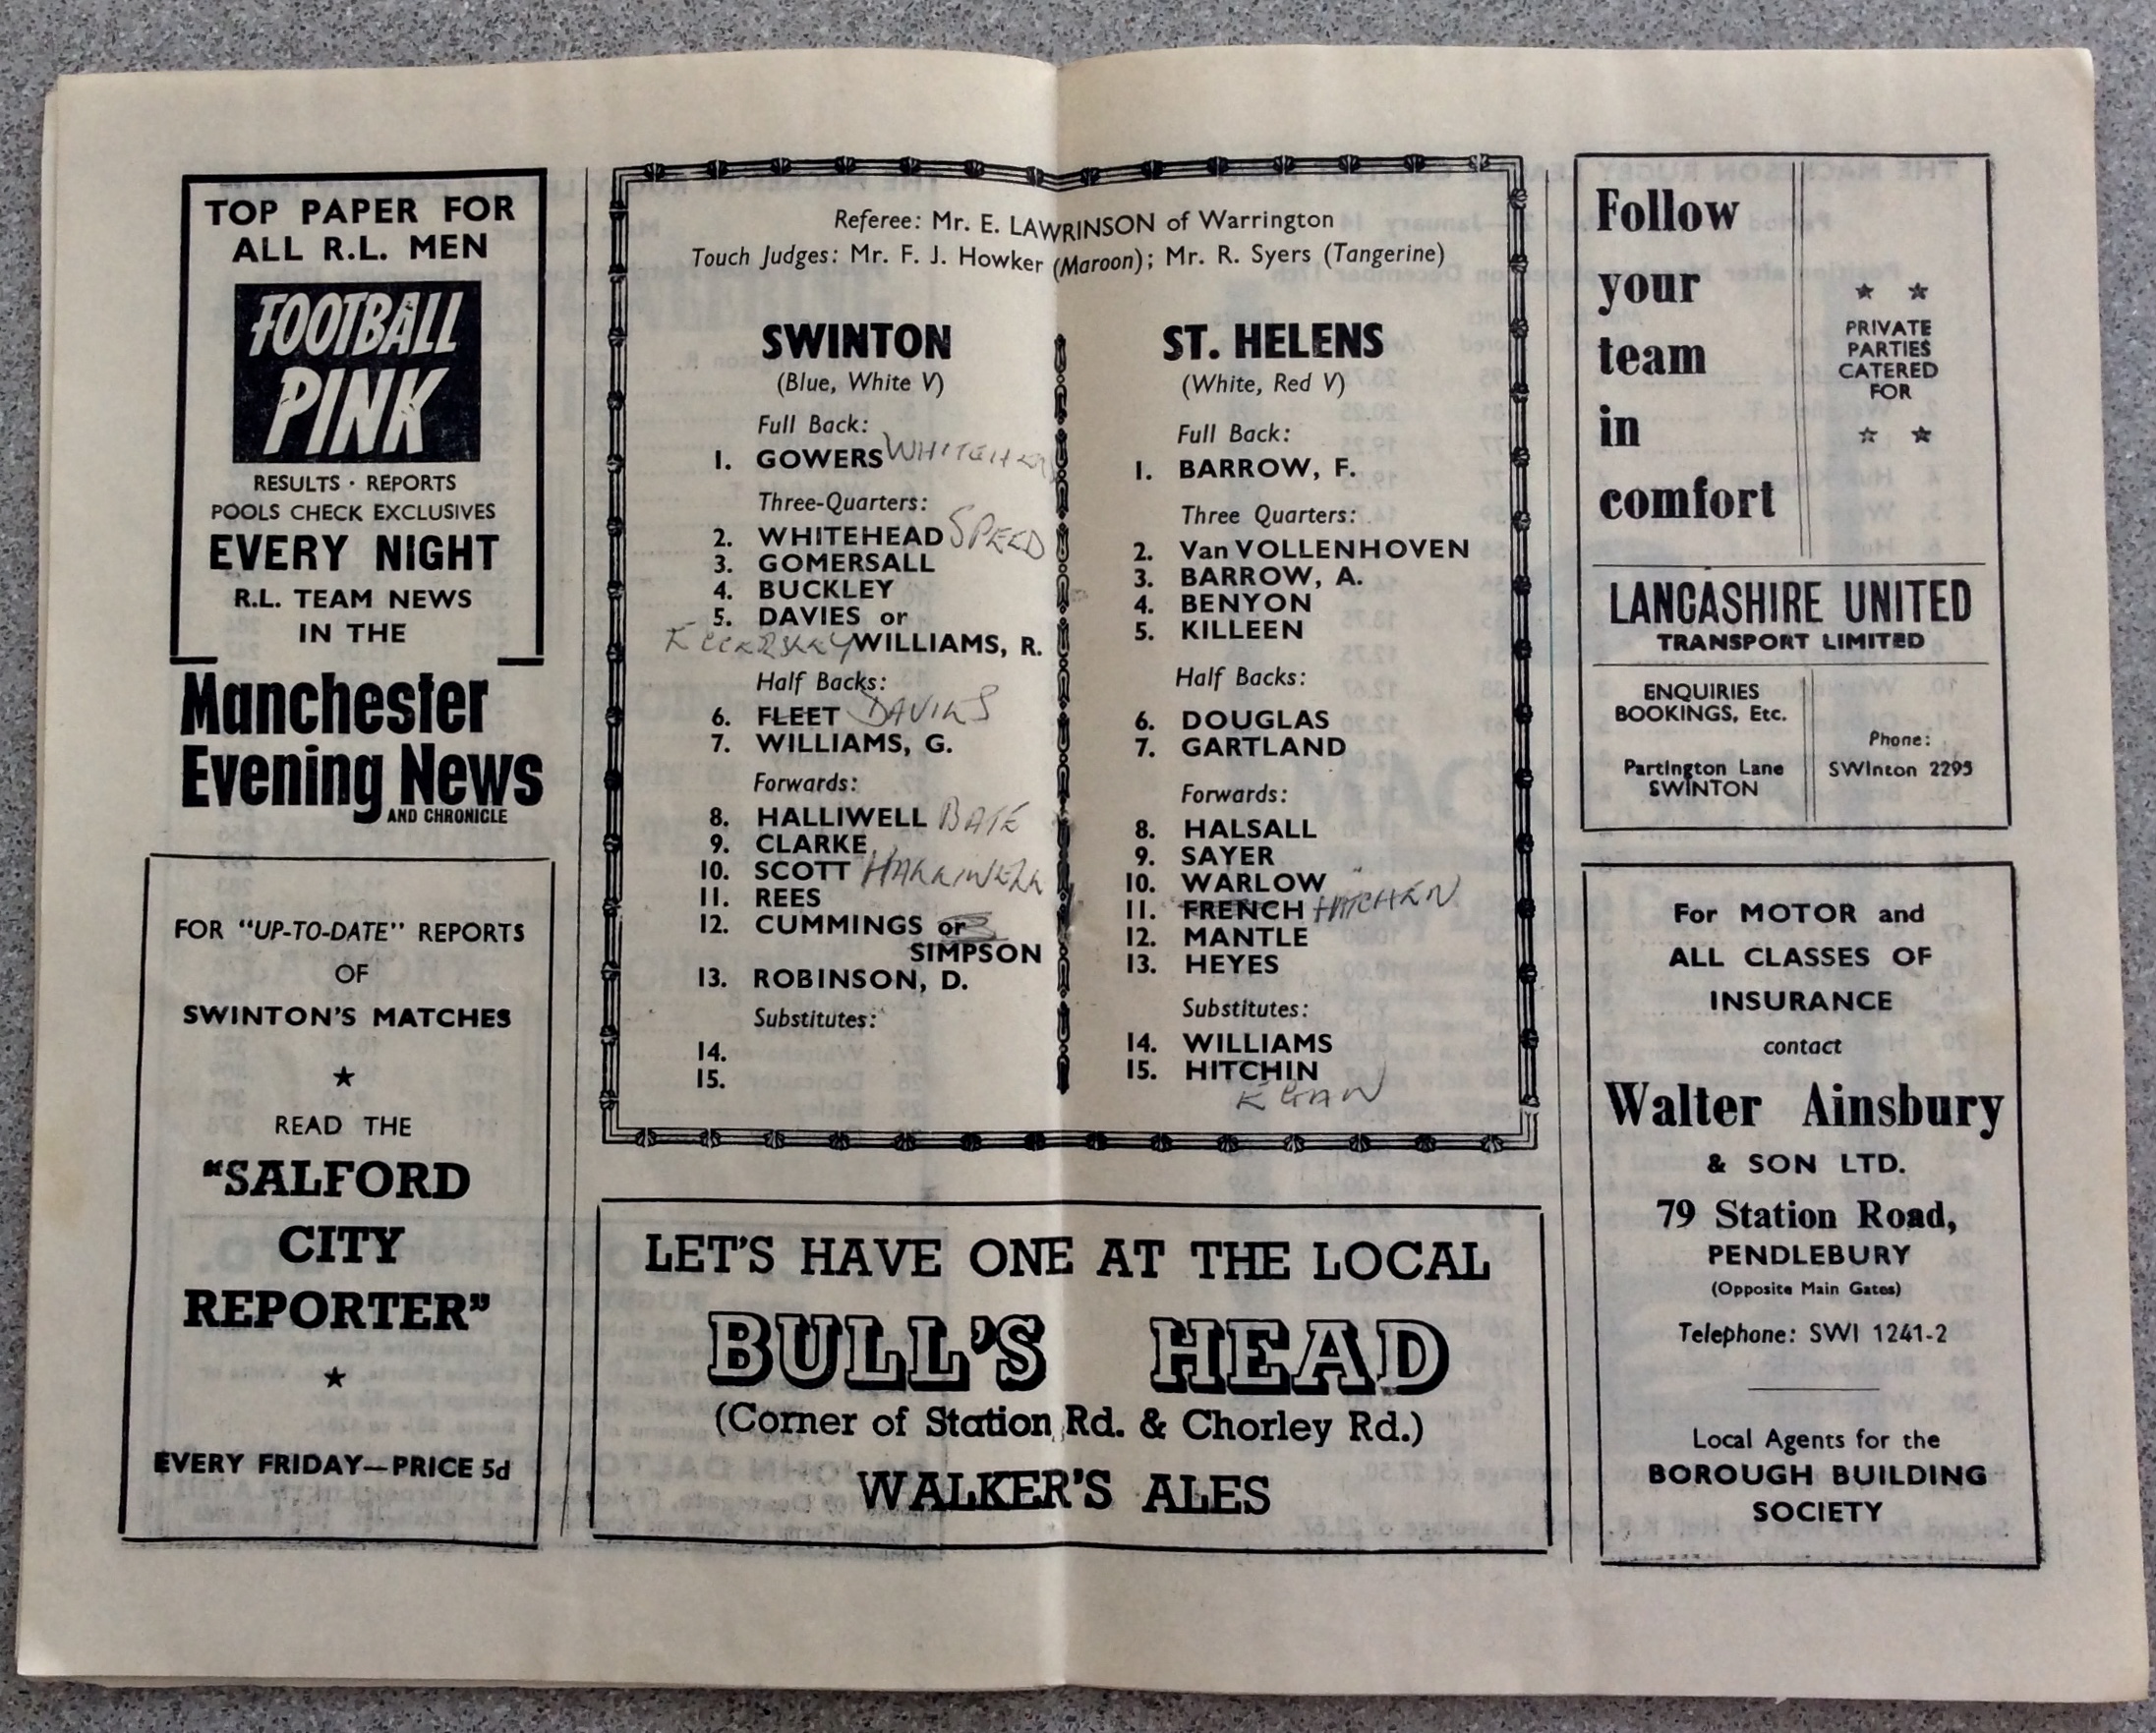 TOP PAPER FOR
ALL R.L. MEN
FOOTBALL
PINK
RESULTS · REPORTS
POOLS CHECK EXCLUSIVES
EVERY NIGHT
R.L. TEAM NEWS
IN THE
Manchester
Evening News
AND CHRONICLE
FOR "UP-TO-DATE" REPORTS
OF
SWINTON'S MATCHES
★
READ THE
"SALFORD
CITY
REPORTER"
★
EVERY FRIDAY—PRICE 5d
Referee: Mr. E. LAWRINSON of Warrington
Touch Judges: Mr. F. J. Howker (Maroon); Mr. R. Syers (Tangerine)
SWINTON
(Blue, White V)
Full Back:
1. GOWERS
Three-Quarters:
2. WHITEHEAD SPEED
3. GOMERSALL
4. BUCKLEY
5. DAVIES or
WILLIAMS, R.
Half Backs:
6. FLEET DAVIES
7. WILLIAMS, G.
Forwards:
8. HALLIWELL BATE
9. CLARKE
10. SCOTT HALLIWELL
11. REES
12. CUMMINGS or
SIMPSON
13. ROBINSON, D.
Substitutes:
14.
15.
ST. HELENS
(White, Red V)
Full Back:
1. BARROW, F.
Three Quarters:
2. Van VOLLENHOVEN
3. BARROW, A.
4. BENYON
5. KILLEEN
Half Backs:
6. DOUGLAS
7. GARTLAND
Forwards:
8. HALSALL
9. SAYER
10. WARLOW
11. FRENCH HITCHEN
12. MANTLE
13. HEYES
Substitutes:
14. WILLIAMS
15. HITCHIN
EGAN
LET'S HAVE ONE AT THE LOCAL
BULL'S HEAD
(Corner of Station Rd. & Chorley Rd.)
WALKER'S ALES
Follow
your
team
in
comfort
★ ★
PRIVATE
PARTIES
CATERED
FOR
☆ ★
LANCASHIRE UNITED
TRANSPORT LIMITED
ENQUIRIES
BOOKINGS, Etc.
Partington Lane
SWINTON
Phone:
SWInton 2295
For MOTOR and
ALL CLASSES OF
INSURANCE
contact
Walter Ainsbury
& SON LTD.
79 Station Road,
PENDLEBURY
(Opposite Main Gates)
Telephone: SWI 1241-2
Local Agents for the
BOROUGH BUILDING
SOCIETY